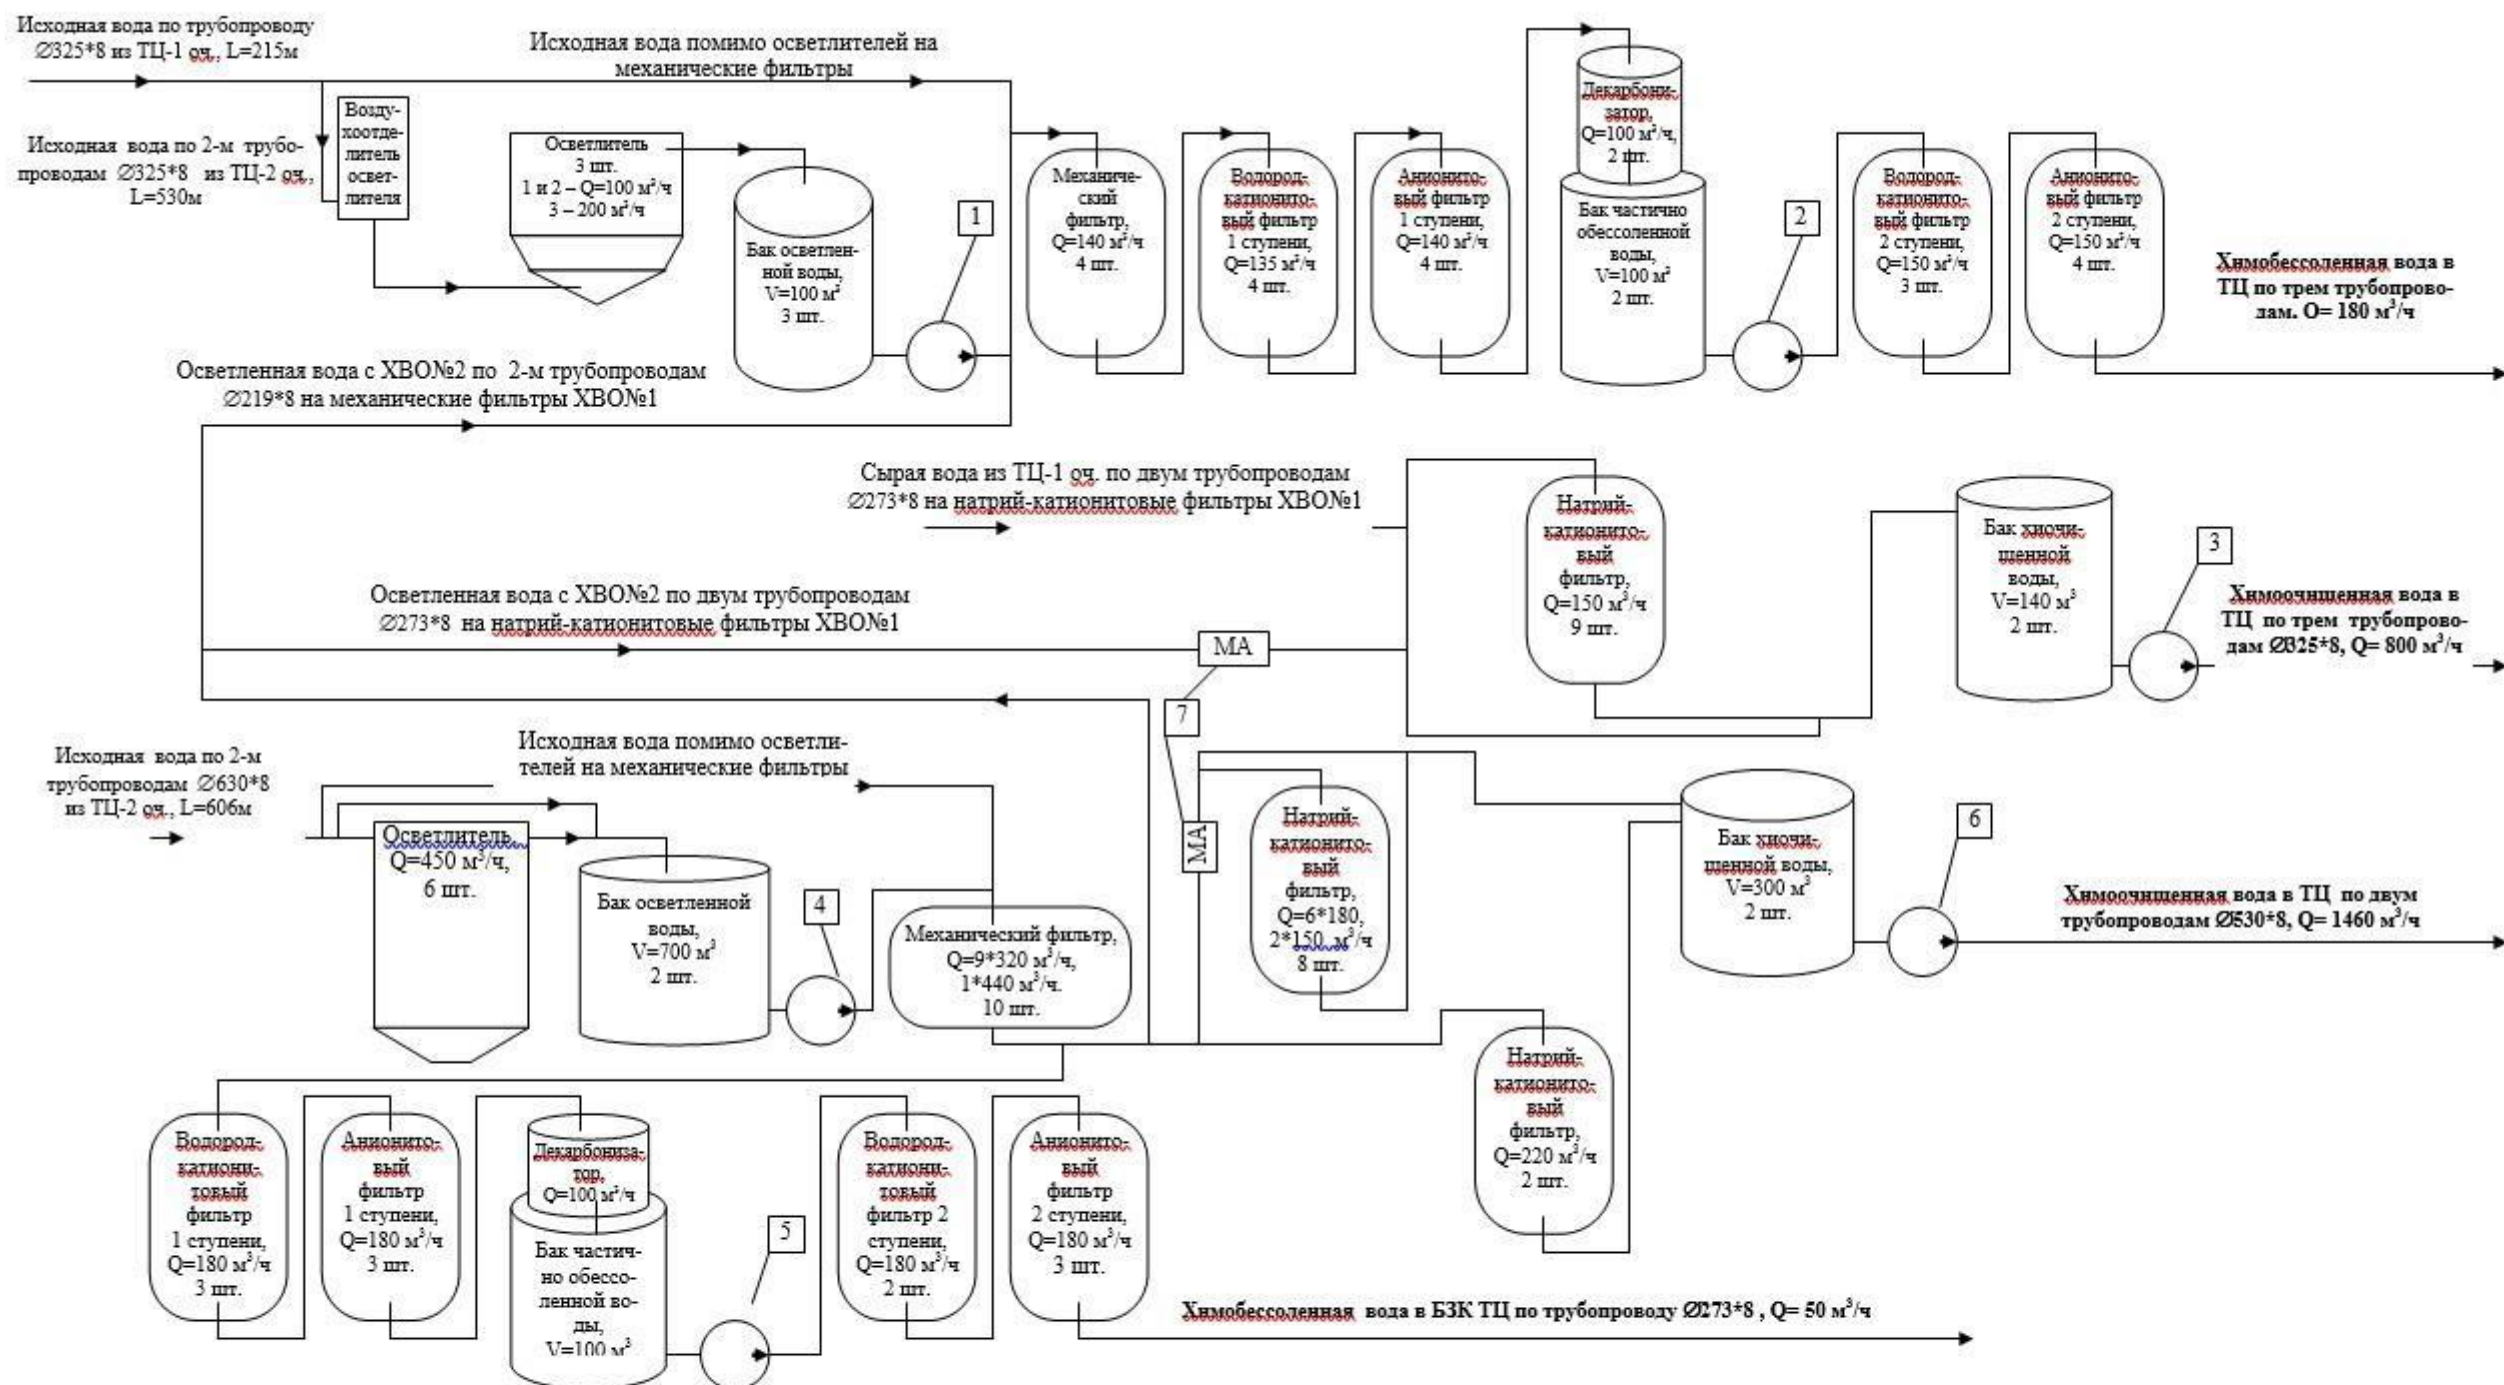 Исходная вода по трубопроводу
∅325*8 из ТЦ-1 оч., L=215м
Исходная вода помимо осветлителей на
механические фильтры
Исходная вода по 2-м трубо-
проводам ∅325*8 из ТЦ-2 оч.,
L=530м
Возду-
хоотде-
литель
освет-
лителя
Осветлитель
3 шт.
1 и 2 – Q=100 м³/ч
3 – 200 м³/ч
Бак осветлен-
ной воды,
V=100 м³
3 шт.
1
Механиче-
ский
фильтр,
Q=140 м³/ч
4 шт.
Водород-
катионито-
вый фильтр
1 ступени,
Q=135 м³/ч
4 шт.
Анионито-
вый фильтр
1 ступени,
Q=140 м³/ч
4 шт.
Декарбони-
затор,
Q=100 м³/ч,
2 шт.
Бак частично
обессоленной
воды,
V=100 м³
2 шт.
2
Водород-
катионито-
вый фильтр
2 ступени,
Q=150 м³/ч
3 шт.
Анионито-
вый фильтр
2 ступени,
Q=150 м³/ч
4 шт.
Химобессоленная вода в
ТЦ по трем трубопрово-
дам. Q= 180 м³/ч
Осветленная вода с ХВО№2 по 2-м трубопроводам
∅219*8 на механические фильтры ХВО№1
Сырая вода из ТЦ-1 оч. по двум трубопроводам
∅273*8 на натрий-катионитовые фильтры ХВО№1
Натрий-
катионито-
вый
фильтр,
Q=150 м³/ч
9 шт.
Бак хиочи-
щенной
воды,
V=140 м³
2 шт.
3
Химоочищенная вода в
ТЦ по трем трубопрово-
дам ∅325*8, Q= 800 м³/ч
Осветленная вода с ХВО№2 по двум трубопроводам
∅273*8 на натрий-катионитовые фильтры ХВО№1
МА
7
МА
Исходная вода по 2-м
трубопроводам ∅630*8
из ТЦ-2 оч., L=606м
Исходная вода помимо осветли-
телей на механические фильтры
Осветлитель,
Q=450 м³/ч,
6 шт.
Бак осветленной
воды,
V=700 м³
2 шт.
4
Механический фильтр,
Q=9*320 м³/ч,
1*440 м³/ч.
10 шт.
Натрий-
катионито-
вый
фильтр,
Q=6*180,
2*150 м³/ч
8 шт.
Бак хиочи-
щенной воды,
V=300 м³
2 шт.
6
Химоочищенная вода в ТЦ по двум
трубопроводам ∅530*8, Q= 1460 м³/ч
Натрий-
катионито-
вый
фильтр,
Q=220 м³/ч
2 шт.
Водород-
катиони-
товый
фильтр
1 ступени,
Q=180 м³/ч
3 шт.
Анионито-
вый
фильтр
1 ступени,
Q=180 м³/ч
3 шт.
Декарбониза-
тор,
Q=100 м³/ч
Бак частич-
но обессо-
ленной во-
ды,
V=100 м³
5
Водород-
катиони-
товый
фильтр 2
ступени,
Q=180 м³/ч
2 шт.
Анионито-
вый
фильтр
2 ступени,
Q=180 м³/ч
3 шт.
Химобессоленная вода в БЗК ТЦ по трубопроводу ∅273*8 , Q= 50 м³/ч